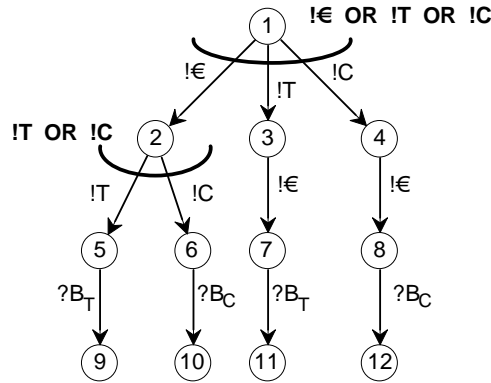 1 !€ OR !T OR !C
!€ !T !C
!T OR !C 2 3 4
!T !C !€ !€
5 6 7 8
?B_T ?B_C ?B_T ?B_C
9 10 11 12